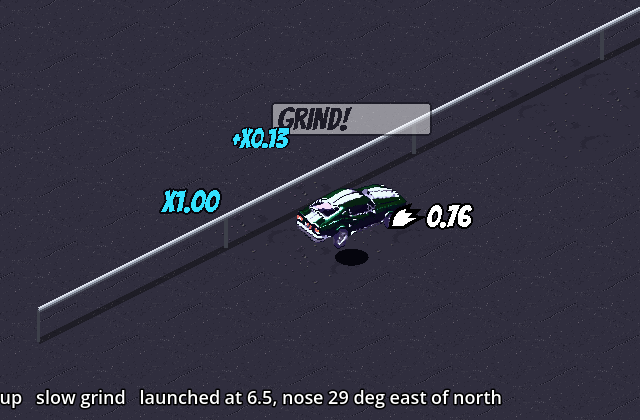 GRIND!
+X0.13
X1.00
0.76
up slow grind launched at 6.5, nose 29 deg east of north